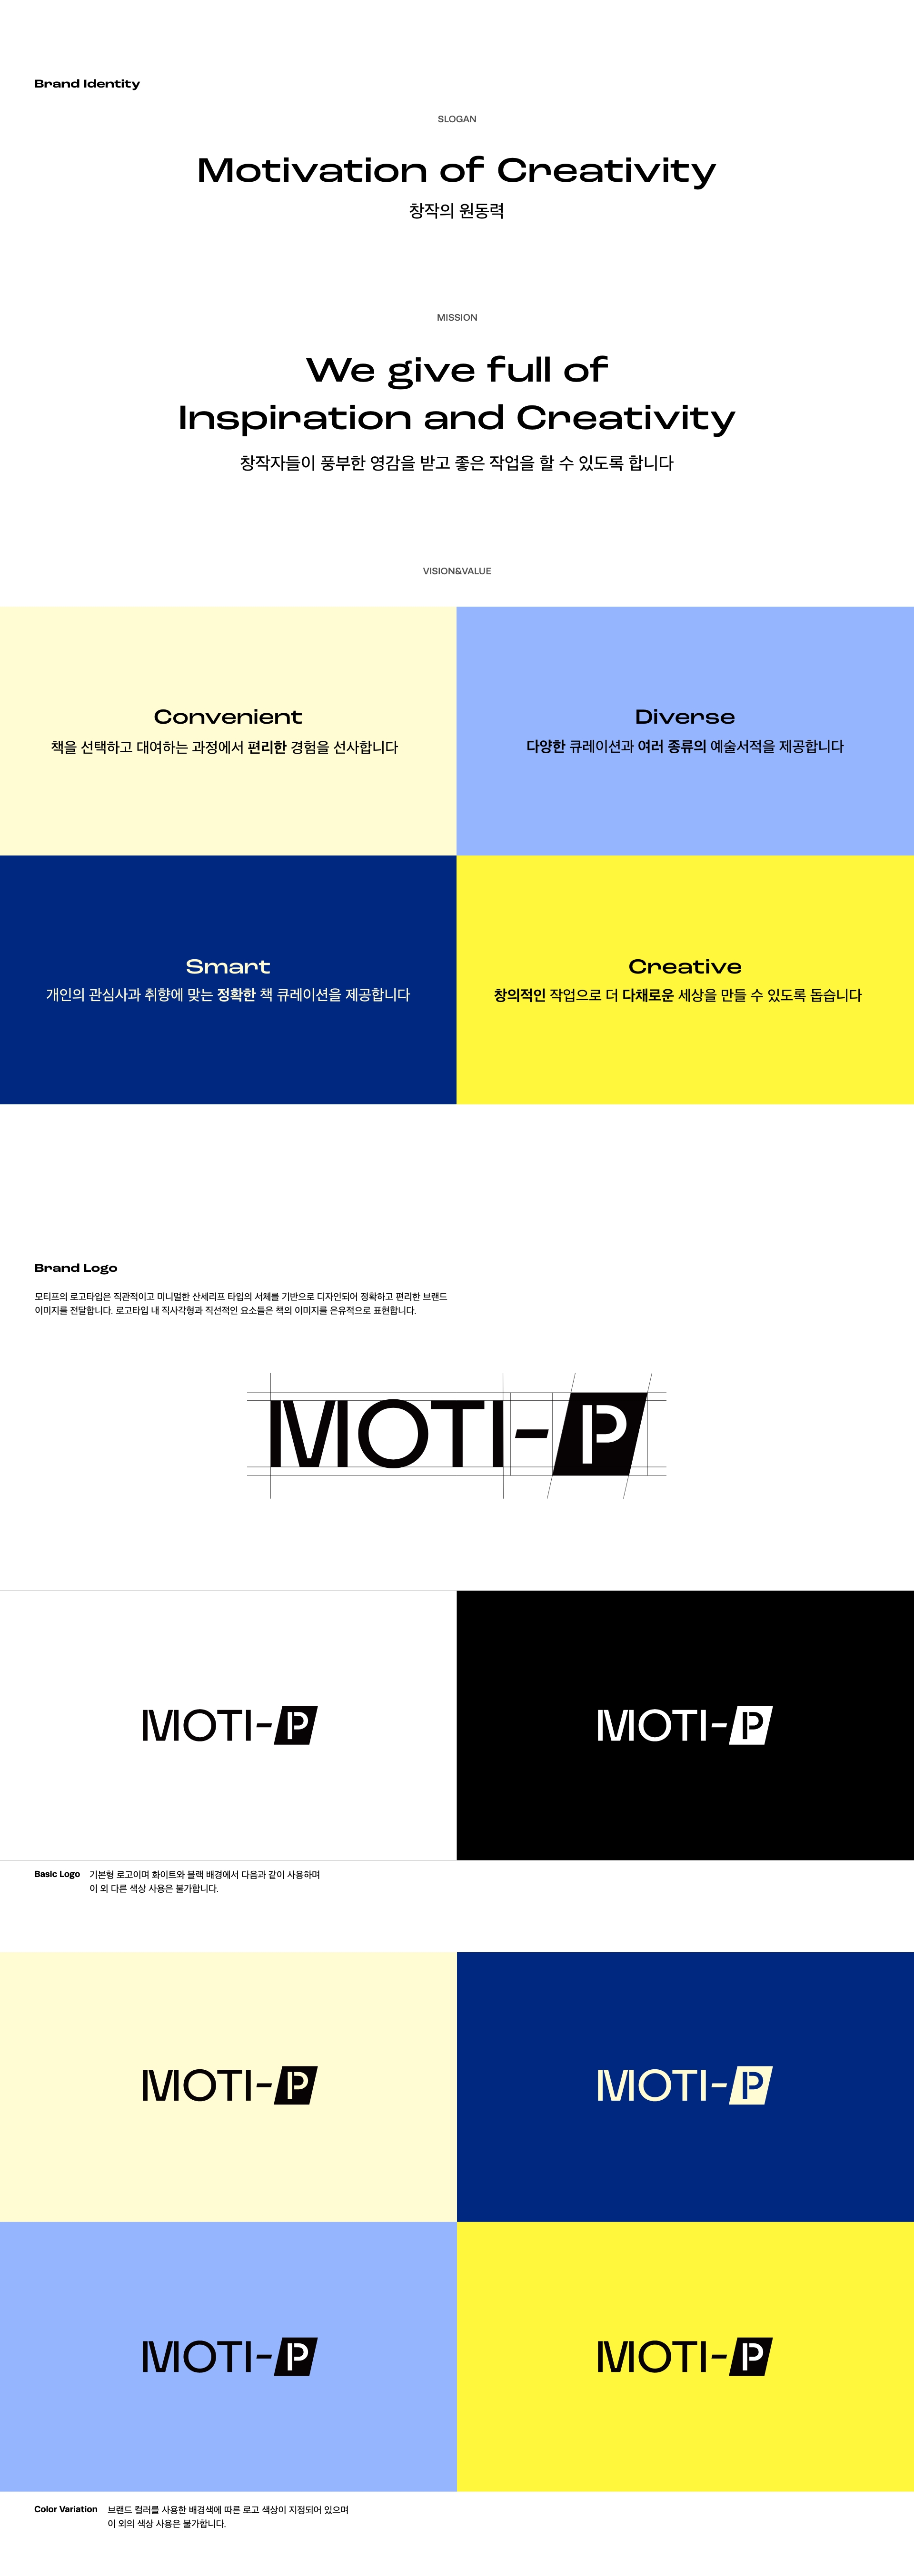 Brand Identity
SLOGAN
Motivation of Creativity
창작의 원동력
MISSION
We give full of
Inspiration and Creativity
창작자들이 풍부한 영감을 받고 좋은 작업을 할 수 있도록 합니다
VISION&VALUE
Convenient
책을 선택하고 대여하는 과정에서 편리한 경험을 선사합니다
Diverse
다양한 큐레이션과 여러 종류의 예술서적을 제공합니다
Smart
개인의 관심사과 취향에 맞는 정확한 책 큐레이션을 제공합니다
Creative
창의적인 작업으로 더 다채로운 세상을 만들 수 있도록 돕습니다
Brand Logo
모티프의 로고타입은 직관적이고 미니멀한 산세리프 타입의 서체를 기반으로 디자인되어 정확하고 편리한 브랜드
이미지를 전달합니다. 로고타입 내 직사각형과 직선적인 요소들은 책의 이미지를 은유적으로 표현합니다.
MOTI-P
MOTI-P
MOTI-P
Basic Logo 기본형 로고이며 화이트와 블랙 배경에서 다음과 같이 사용하며
이 외 다른 색상 사용은 불가합니다.
MOTI-P
MOTI-P
MOTI-P
MOTI-P
Color Variation 브랜드 컬러를 사용한 배경색에 따른 로고 색상이 지정되어 있으며
이 외의 색상 사용은 불가합니다.